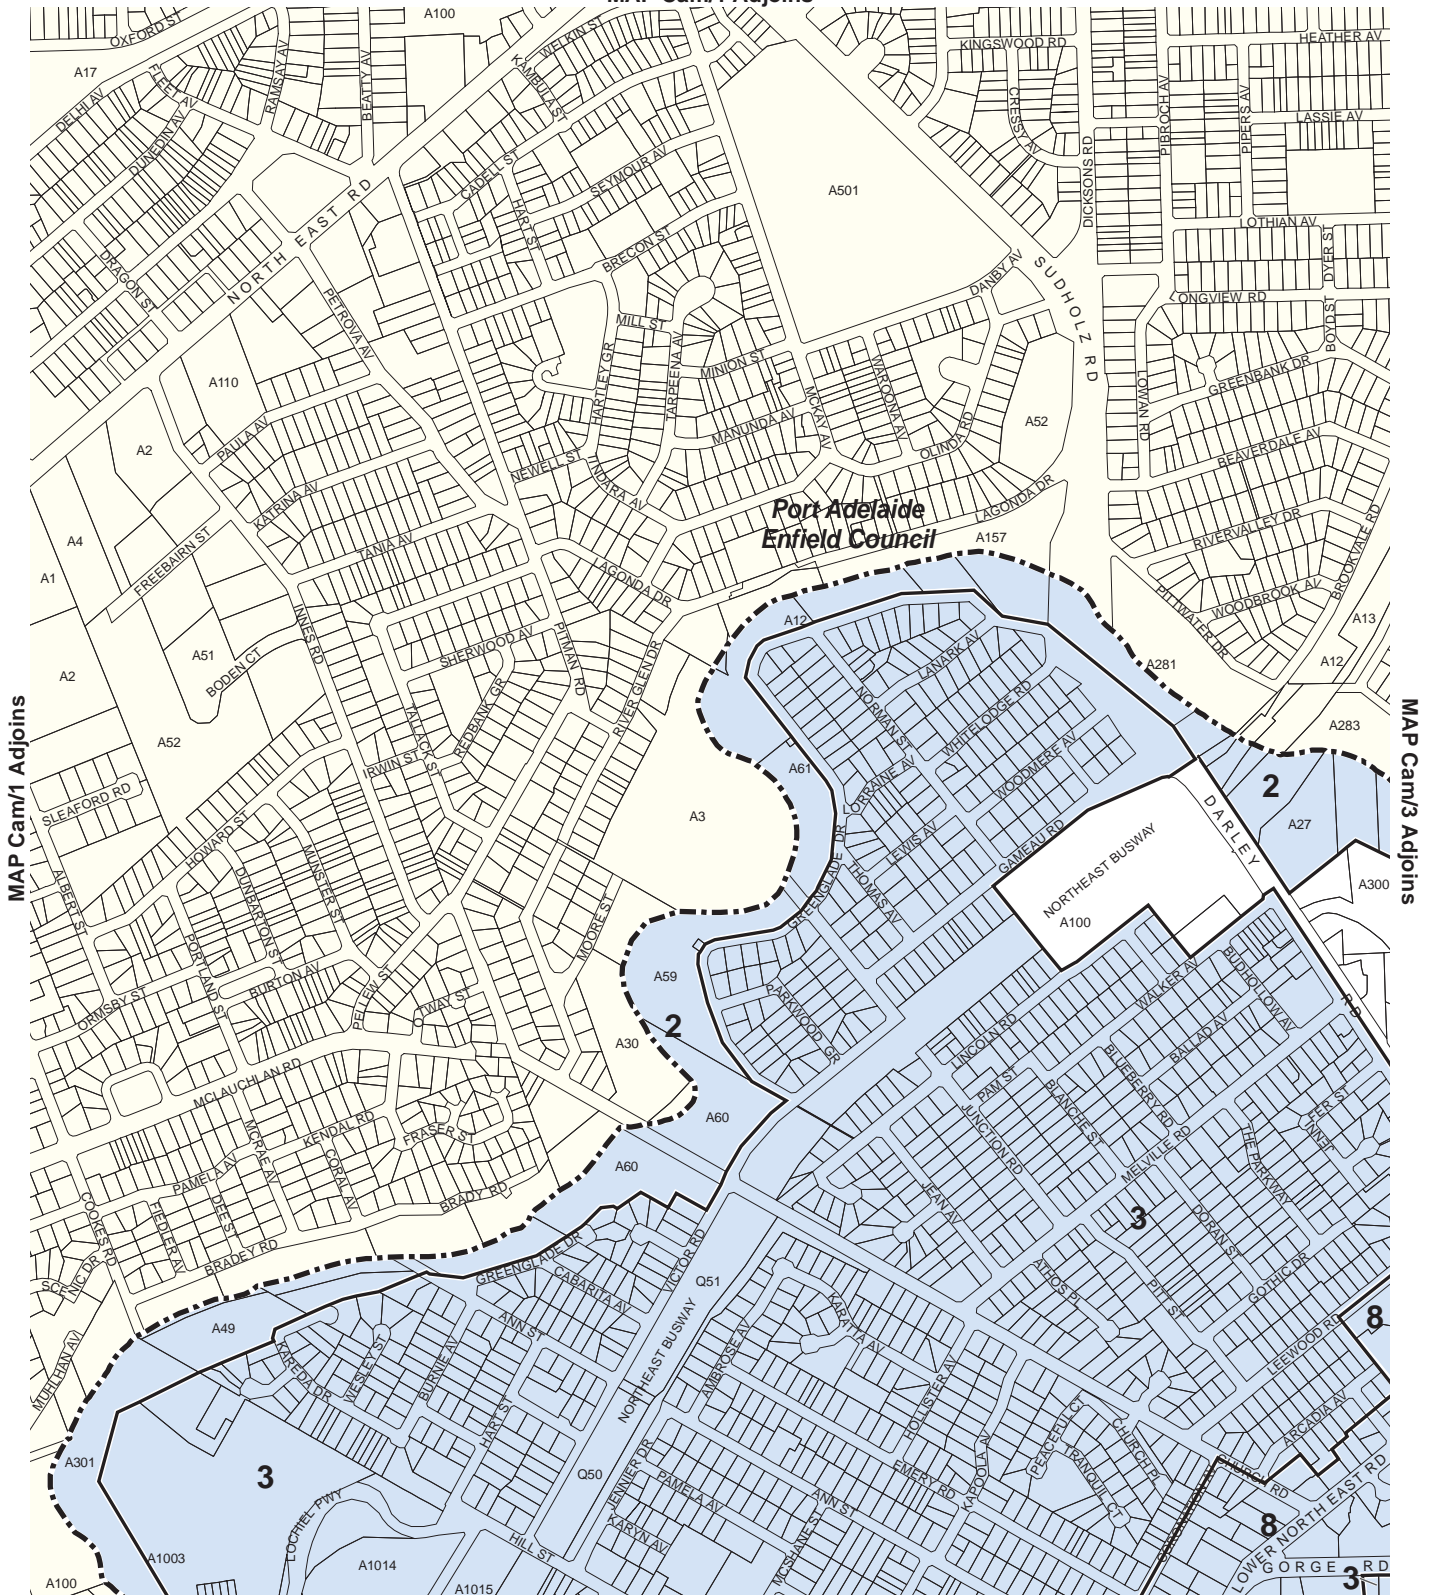 MAP Cam/1 Adjoins
A100
OXFORD ST
WELKIN ST
KINGSWOOD RD
HEATHER AV
A17
FLEET AV
RAMSAY AV
BEATTY AV
KAMBULA ST
CRESSY AV
PIBROCH AV
PIPERS AV
LASSIE AV
DELHI AV
DUNEDIN AV
CADELL ST
SEYMOUR AV
A501
DICKSONS RD
NORTH EAST RD
HART ST
BRECON ST
LOTHIAN AV
DYER ST
DRAGON ST
PETROVA AV
DANBY AV
SUDHOLZ RD
LONGVIEW RD
BOYD ST
MILL ST
MINION ST
HARTLEY GR
TARPEENA AV
MCKAY AV
WAROONA AV
LOWAN RD
GREENBANK DR
A110
PAULA AV
A2
MANUNDA AV
OLINDA RD
A52
BEAVERDALE AV
NEWELL ST
INDARA AV
KATRINA AV
Port Adelaide
Enfield Council
LAGONDA DR
A157
RIVERVALLEY DR
BROOKVALE RD
A4
A1
FREEBAIRN ST
TANIA AV
LAGONDA DR
PITTWATER DR
WOODBROOK AV
A13
A12
A281
A283
INNES RD
SHERWOOD AV
PITMAN RD
RIVER GLEN DR
A12
LANARK AV
A51
BODEN CT
A2
A52
TALLACK ST
REDBANK GR
IRWIN ST
NORMAN ST
WHITELODGE RD
WOODMERE AV
A61
LORRAINE AV
MAP Cam/1 Adjoins
MAP Cam/3 Adjoins
SLEAFORD RD
HOWARD ST
A3
LEWIS AV
GAMEAU RD
GREENGLADE DR
THOMAS AV
NORTHEAST BUSWAY
A100
DARLEY RD
2
A27
A300
ALBERT ST
MUNSTER ST
DUNBARTON ST
PORTLAND ST
MOORE ST
ORMSBY ST
BURTON AV
PELEW ST
OTWAY ST
A59
2
A30
PARKWOOD GR
WALKER AV
BUDHOLLOW AV
LINCOLN RD
BALLAD AV
BLUEBERRY RD
PAM ST
BLANCHE ST
JUNCTION RD
MELVILLE RD
THE PARKWAY
JENNIFER ST
MCLAUCHLAN RD
KENDAL RD
FRASER S
MCRAE AV
CORAL AV
PAMELA AV
DEE ST
FIEDLER AV
COOKES RD
BRADY RD
BRADEY RD
A60
A60
JEAN AV
3
DORAN ST
GOTHIC DR
ATHOS PL
PITT ST
SCENIC DR
GREENGLADE DR
CABARITA AV
VICTOR RD
Q51
KARATTA AV
8
LEEWOOD RD
ARCADIA AV
A49
MUHLHAN AV
KAREDA DR
WESLEY ST
BURNIE AV
ANN ST
HART ST
NORTHEAST BUSWAY
AMBROSE AV
HOLLISTER AV
PEACEFUL CT
TRANQUIL CT
CHURCH PL
CHURCH RD
A301
3
LOCHIEL PWY
Q50
JENNIER DR
PAMELA AV
KARYN AV
ANN ST
MCSHANE ST
EMERY RD
KAPOOLA AV
8
HILL ST
A1003
A1014
A1015
A100
GORGE RD
3